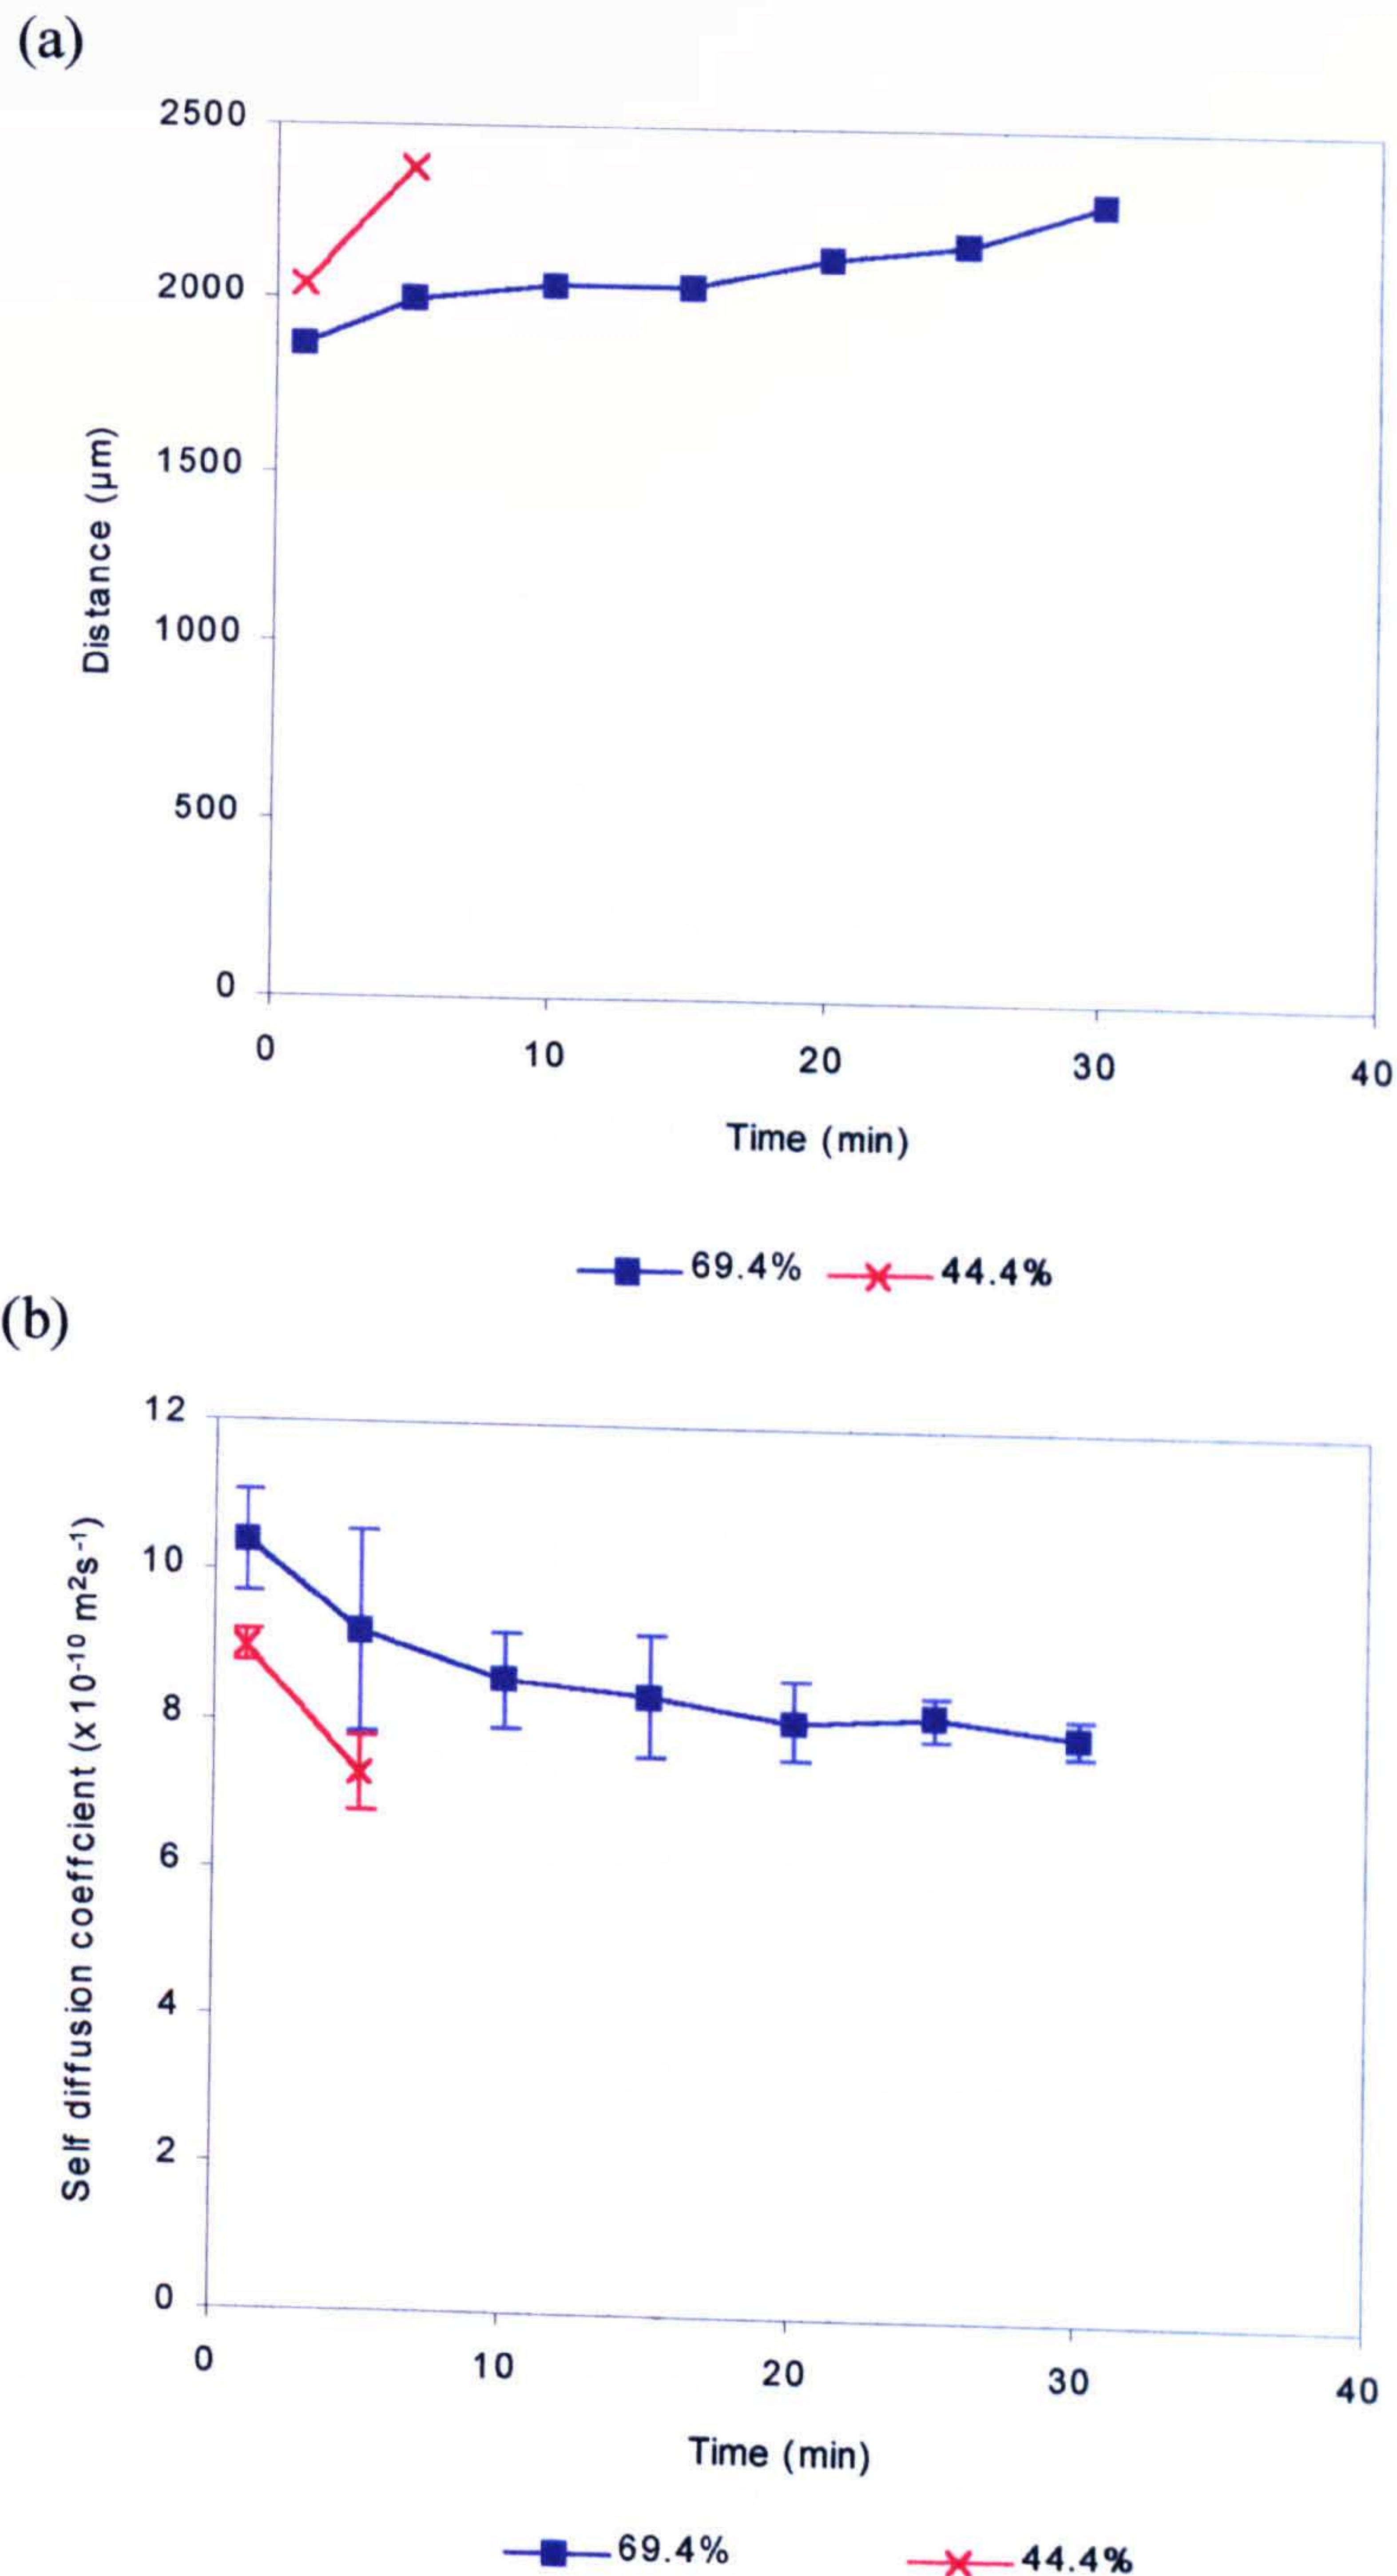 (a)
2500
2000
1500
1000
500
0
Distance (µm)
0 10 20 30 40
Time (min)
69.4% 44.4%
(b)
12
10
8
6
4
2
0
Self diffusion coeffcient (x10⁻¹⁰ m²s⁻¹)
0 10 20 30 40
Time (min)
69.4% 44.4%